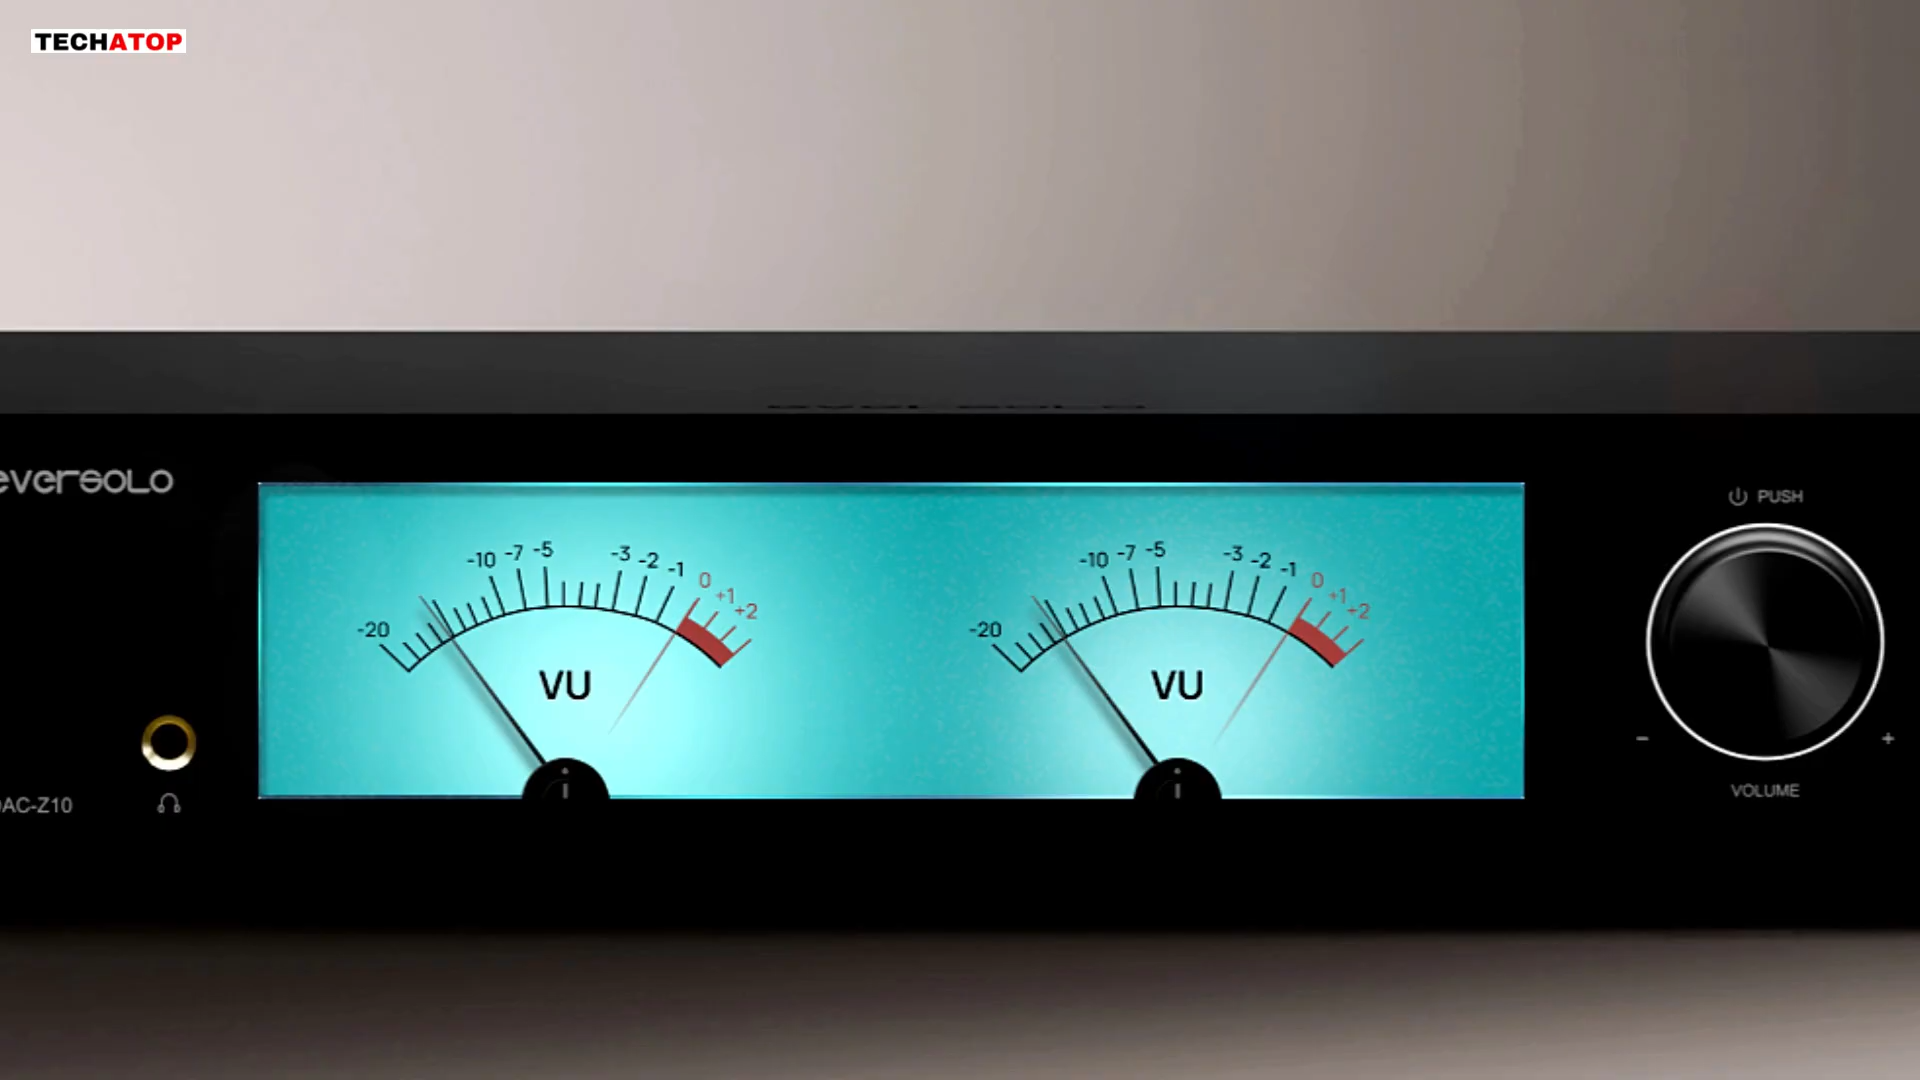 TECHATOP
eversolo
PUSH
-20 -10 -7 -5 -3 -2 -1 0 +1 +2
VU
-20 -10 -7 -5 -3 -2 -1 0 +1 +2
VU
- +
AC-Z10
VOLUME